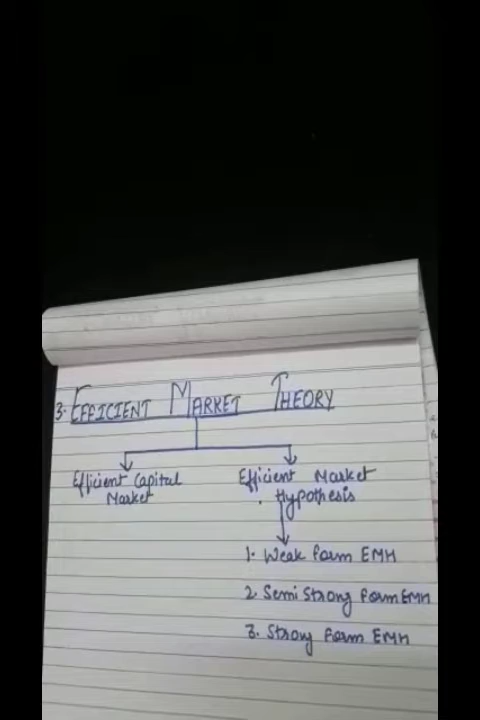 3. EFFICIENT MARKET THEORY
Efficient Capital
Market
Efficient Market
Hypothesis
1. Weak form EMH
2. Semi Strong form EMH
3. Strong form EMH